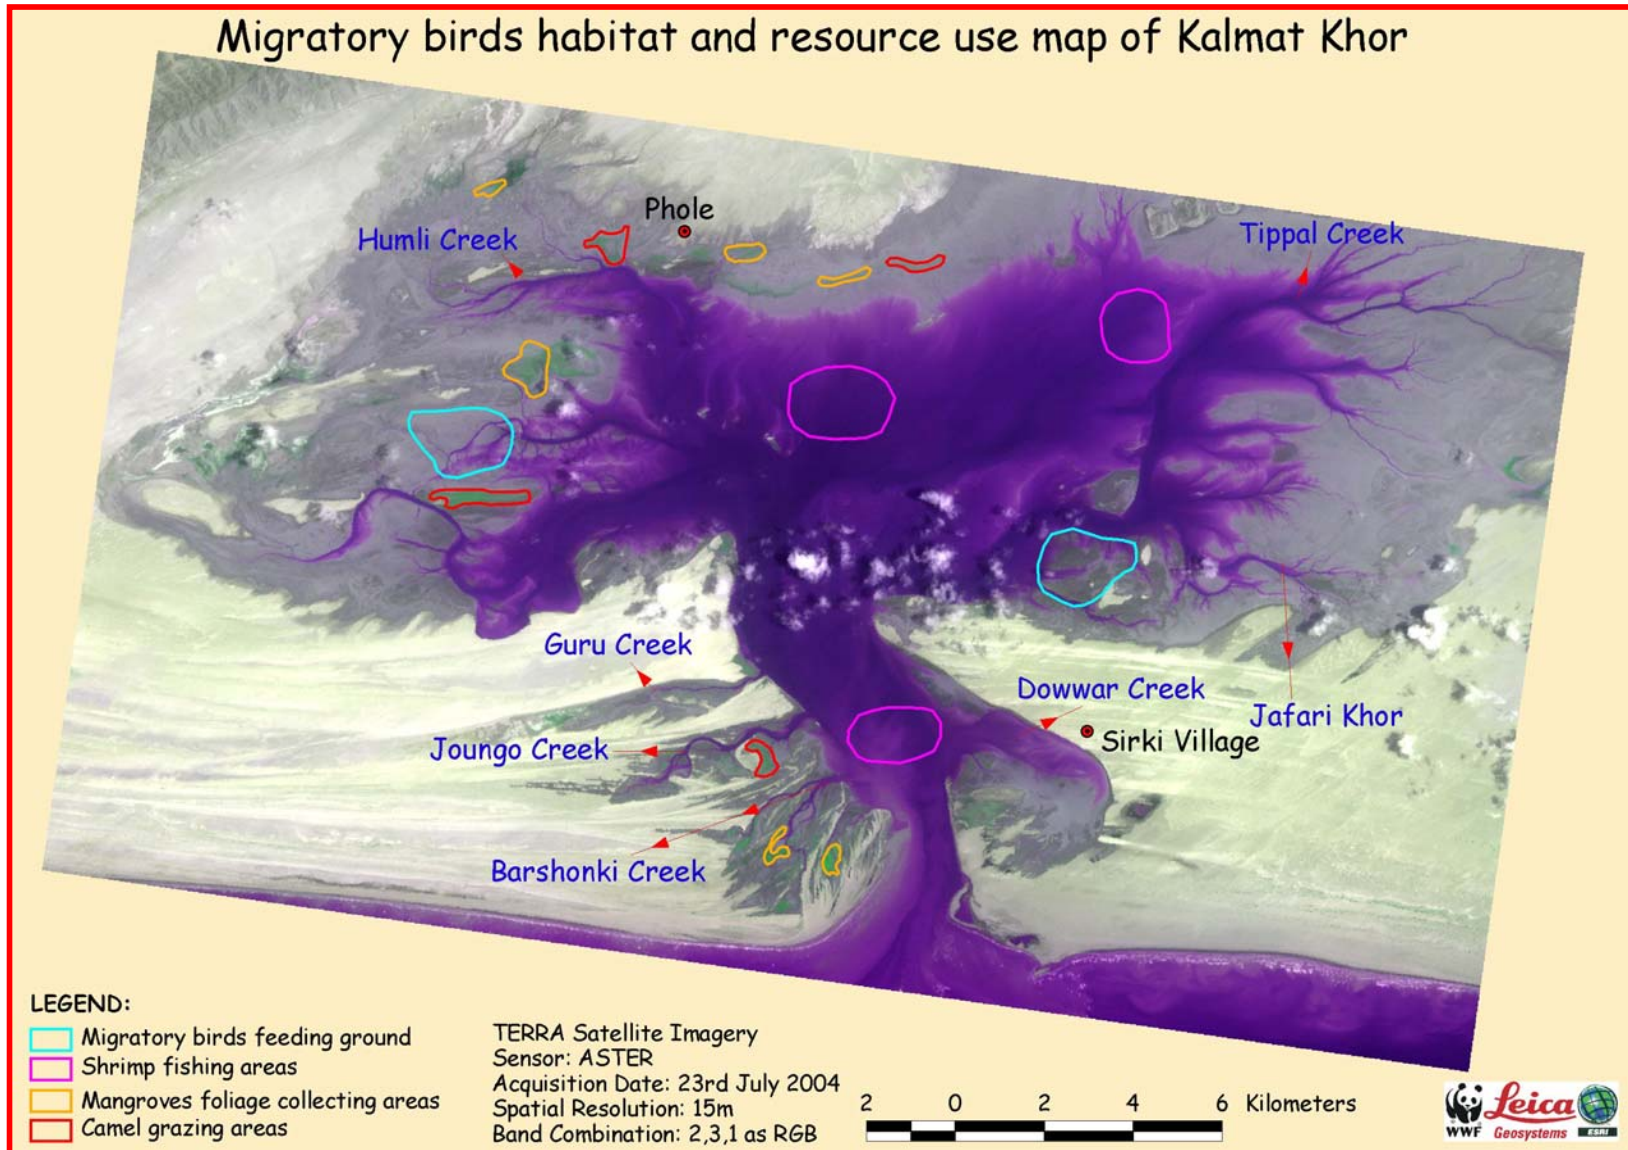 Migratory birds habitat and resource use map of Kalmat Khor
Phole
Humli Creek
Tippal Creek
Guru Creek
Dowwar Creek
Jafari Khor
Sirki Village
Joungo Creek
Barshonki Creek
LEGEND:
Migratory birds feeding ground
Shrimp fishing areas
Mangroves foliage collecting areas
Camel grazing areas
TERRA Satellite Imagery
Sensor: ASTER
Acquisition Date: 23rd July 2004
Spatial Resolution: 15m
Band Combination: 2,3,1 as RGB
2 0 2 4 6 Kilometers
WWF
Leica
Geosystems
ESRI